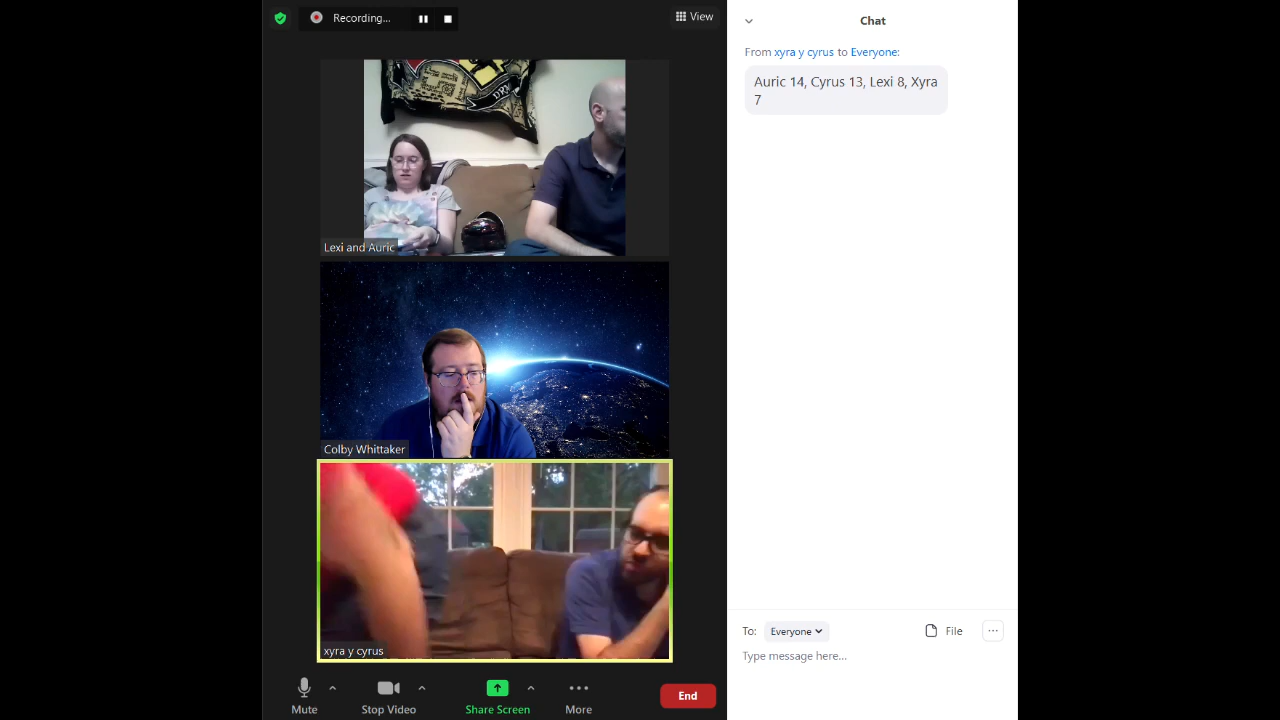 Recording...
View
Lexi and Auric
Colby Whittaker
xyra y cyrus
Mute
Stop Video
Share Screen
More
End
Chat
From xyra y cyrus to Everyone:
Auric 14, Cyrus 13, Lexi 8, Xyra
7
To: Everyone
File
Type message here...